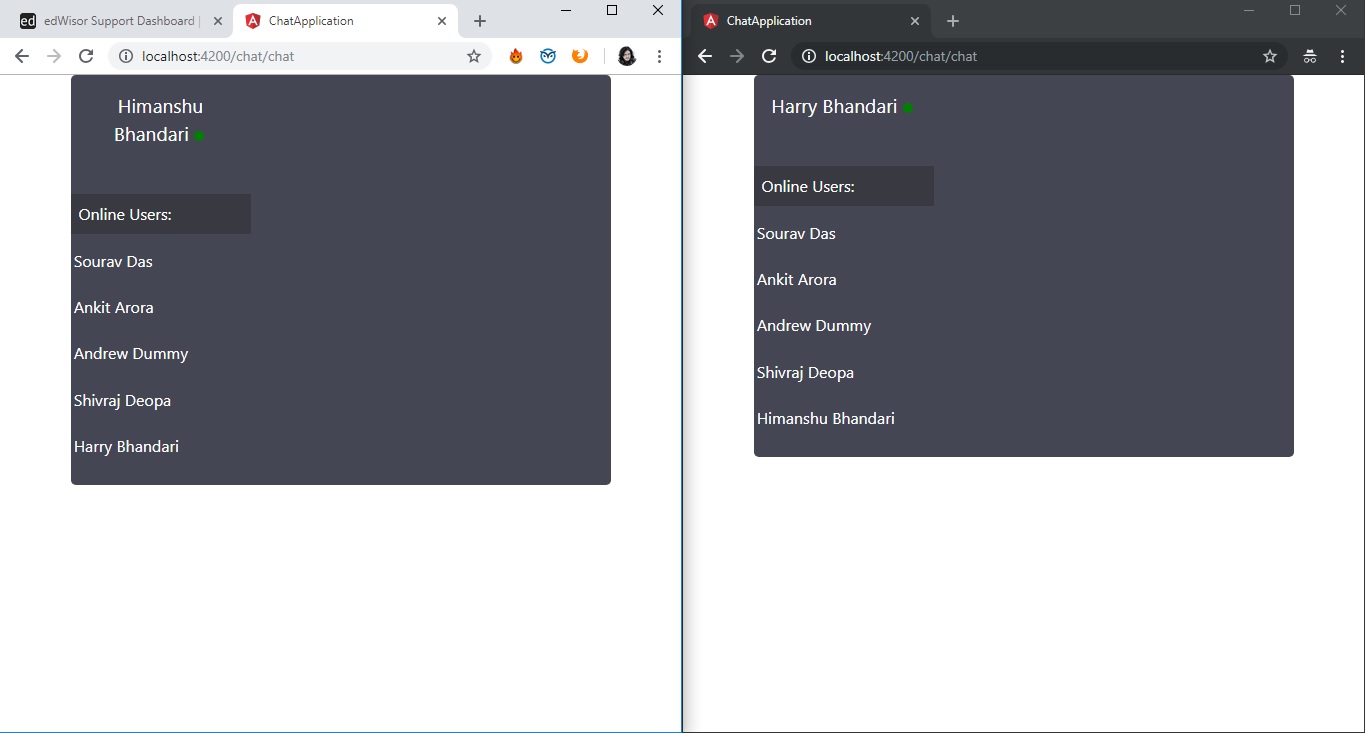 ed edWisor Support Dashboard |
ChatApplication
localhost:4200/chat/chat
Himanshu
Bhandari
Online Users:
Sourav Das
Ankit Arora
Andrew Dummy
Shivraj Deopa
Harry Bhandari
ChatApplication
localhost:4200/chat/chat
Harry Bhandari
Online Users:
Sourav Das
Ankit Arora
Andrew Dummy
Shivraj Deopa
Himanshu Bhandari